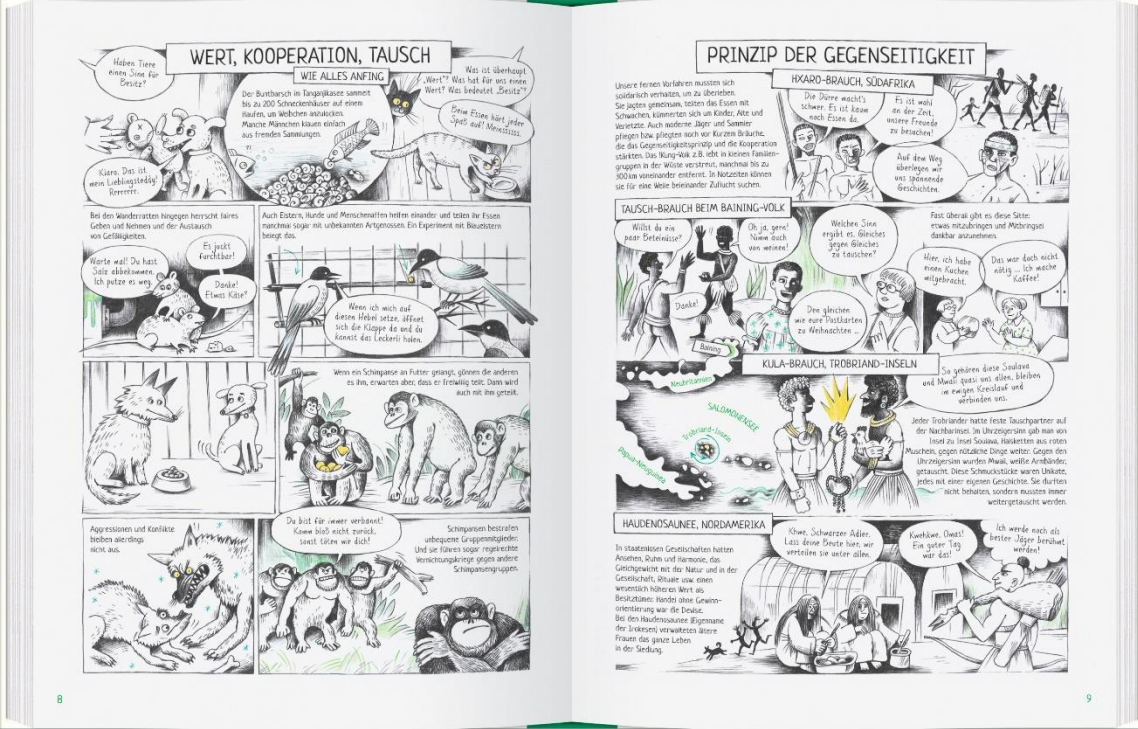 WERT, KOOPERATION, TAUSCH
WIE ALLES ANFING
Haben Tiere
einen Sinn für
Besitz?
Klaro. Das ist
mein Lieblingsteddy!
Rrrrrrr.
Der Buntbarsch im Tanganjikasee sammelt
bis zu 200 Schneckenhäuser auf einem
Haufen, um Weibchen anzulocken.
Manche Männchen klauen einfach
aus fremden Sammlungen.
Was ist überhaupt
„Wert“? Was hat für uns einen
Wert? Was bedeutet „Besitz“?
Beim Essen hört jeder
Spaß auf!
Bei den Wanderratten hingegen herrscht faires
Geben und Nehmen und der Austausch
von Gefälligkeiten.
Warte mal! Du hast
Salz abbekommen.
Ich putze es weg.
Es juckt
furchtbar!
Danke!
Etwas Käse?
Auch Elstern, Hunde und Menschenaffen helfen einander und teilen ihr Essen
manchmal sogar mit unbekannten Artgenossen. Ein Experiment mit Blauelstern
belegt das.
Wenn ich mich auf
diesen Hebel setze, öffnet
sich die Klappe da und du
kannst das Leckerli holen.
Wenn ein Schimpanse an Futter gelangt, gönnen die anderen
es ihm, erwarten aber, dass er freiwillig teilt. Dann wird
auch mit ihm geteilt.
Aggressionen und Konflikte
bleiben allerdings
nicht aus.
Du bist für immer verbannt!
Komm bloß nicht zurück,
sonst töten wir dich!
Schimpansen bestrafen
unbequeme Gruppenmitglieder.
Und sie führen sogar regelrechte
Vernichtungskriege gegen andere
Schimpansengruppen.
8
PRINZIP DER GEGENSEITIGKEIT
Unsere fernen Vorfahren mussten sich
solidarisch verhalten, um zu überleben.
Sie jagten gemeinsam, teilten das Essen mit
Schwachen, kümmerten sich um Kinder, Alte und
Verletzte. Auch moderne Jäger und Sammler
pflegen bzw. pflegten noch vor Kurzem Bräuche,
die das Gegenseitigkeitsprinzip und die Kooperation
stärkten. Das !Kung-Volk z.B. lebt in kleinen Familien-
gruppen in der Wüste verstreut, manchmal bis zu
300 km voneinander entfernt. In Notzeiten können
sie für eine Weile beieinander Zuflucht suchen.
HXARO-BRAUCH, SÜDAFRIKA
Die Dürre macht's
schwer. Es ist kaum
noch Essen da.
Es ist wohl
an der Zeit,
unsere Freunde
zu besuchen!
Auf dem Weg
überlegen wir
uns spannende
Geschichten.
TAUSCH-BRAUCH BEIM BAINING-VOLK
Willst du ein
paar Betelnüsse?
Oh ja, gern!
Nimm auch
von meinen!
Danke!
Baining
Welchen Sinn
ergibt es, Gleiches
gegen Gleiches
zu tauschen?
Den gleichen
wie eure Postkarten
zu Weihnachten ...
Fast überall gibt es diese Sitte:
etwas mitzubringen und Mitbringsel
dankbar anzunehmen.
Hier, ich habe
einen Kuchen
mitgebracht.
Das war doch nicht
nötig ... Ich mache
Kaffee!
KULA-BRAUCH, TROBRIAND-INSELN
Neubritannien
SALOMONENSEE
Trobriand-Inseln
Papua-Neuguinea
So gehören diese Soulava
und Mwali quasi uns allen, bleiben
im ewigen Kreislauf und
verbinden uns.
Jeder Trobriander hatte feste Tauschpartner auf
der Nachbarinsel. Im Uhrzeigersinn gab man von
Insel zu Insel Soulava, Halsketten aus roten
Muscheln, gegen nützliche Dinge weiter. Gegen den
Uhrzeigersinn wurden Mwali, weiße Armbänder,
getauscht. Diese Schmuckstücke waren Unikate,
jedes mit einer eigenen Geschichte. Sie durften
nicht behalten, sondern mussten immer
weitergetauscht werden.
HAUDENOSAUNEE, NORDAMERIKA
In staatenlosen Gesellschaften hatten
Ansehen, Ruhm und Harmonie, das
Gleichgewicht mit der Natur und in der
Gesellschaft, Rituale usw. einen
wesentlich höheren Wert als
Besitztümer. Handel ohne Gewinn-
orientierung war die Devise.
Bei den Haudenosaunee (Eigenname
der Irokesen) verwalteten ältere
Frauen das ganze Leben
in der Siedlung.
Khwe, Schwarzer Adler.
Lass deine Beute hier, wir
verteilen sie unter allen.
Kwehkwe, Omas!
Ein guter Tag
war das!
Ich werde noch als
bester Jäger berühmt
werden!
9